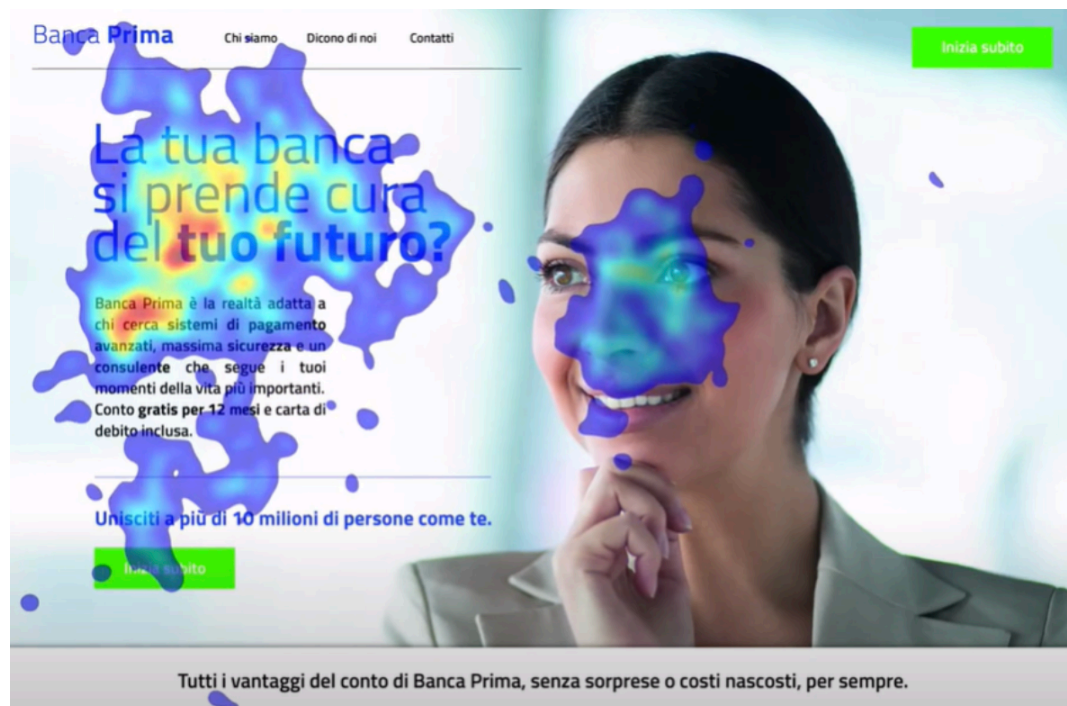 Banca Prima
Chi siamo Dicono di noi Contatti
Inizia subito
La tua banca
si prende cura
del tuo futuro?
Banca Prima è la realtà adatta a
chi cerca sistemi di pagamento
avanzati, massima sicurezza e un
consulente che segue i tuoi
momenti della vita più importanti.
Conto gratis per 12 mesi e carta di
debito inclusa.
Unisciti a più di 10 milioni di persone come te.
Inizia subito
Tutti i vantaggi del conto di Banca Prima, senza sorprese o costi nascosti, per sempre.